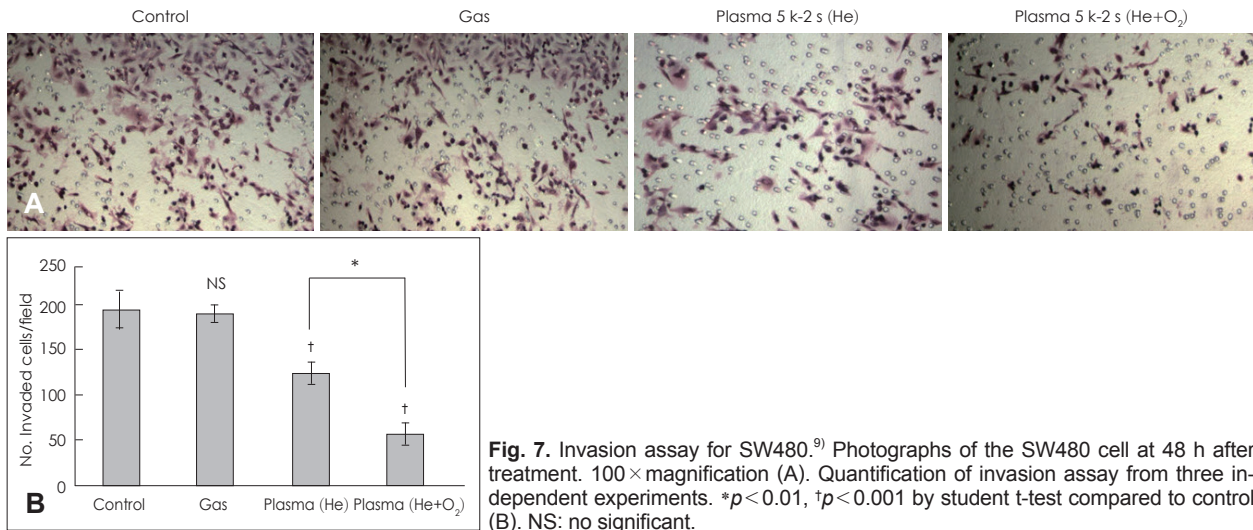 Control
Gas
Plasma 5 k-2 s (He)
Plasma 5 k-2 s (He+O₂)
A
B
No. Invaded cells/field
250
200
150
100
50
0
NS
†
*
†
Control
Gas
Plasma (He)
Plasma (He+O₂)
Fig. 7. Invasion assay for SW480.⁹⁾ Photographs of the SW480 cell at 48 h after
treatment. 100×magnification (A). Quantification of invasion assay from three in-
dependent experiments. *p<0.01, †p<0.001 by student t-test compared to control
(B). NS: no significant.